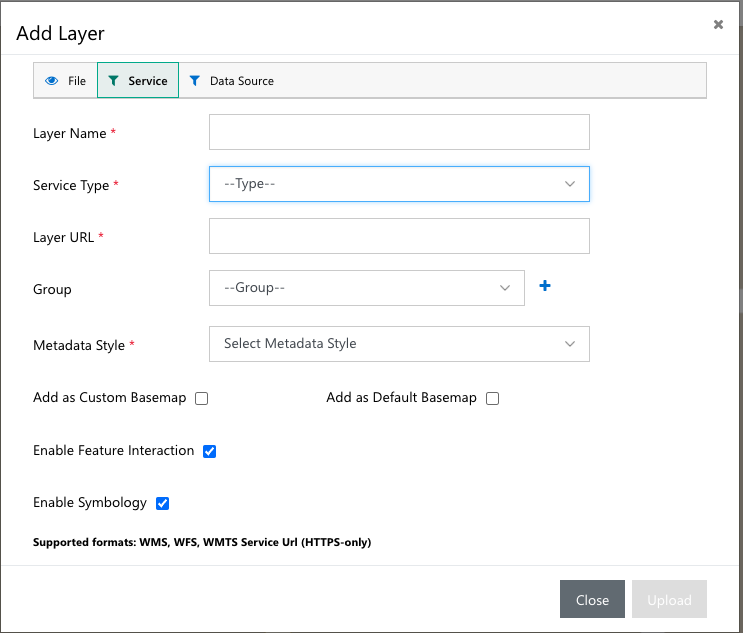 Add Layer
File Service Data Source
Layer Name *
Service Type * --Type--
Layer URL *
Group --Group--
Metadata Style * Select Metadata Style
Add as Custom Basemap Add as Default Basemap
Enable Feature Interaction
Enable Symbology
Supported formats: WMS, WFS, WMTS Service Url (HTTPS-only)
Close Upload